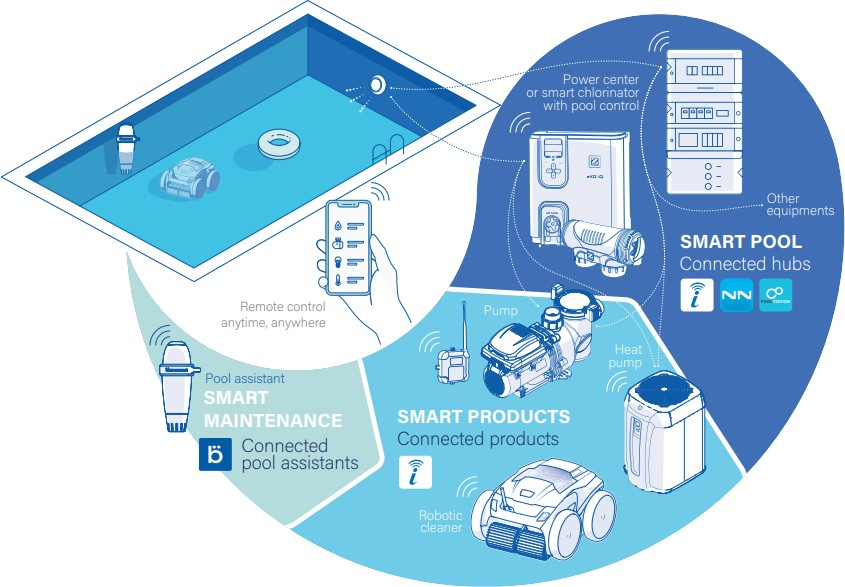 Power center
or smart chlorinator
with pool control
Other
equipments
SMART POOL
Connected hubs
NN
Remote control
anytime, anywhere
Pump
Heat
pump
Pool assistant
SMART
MAINTENANCE
Connected
pool assistants
SMART PRODUCTS
Connected products
Robotic
cleaner